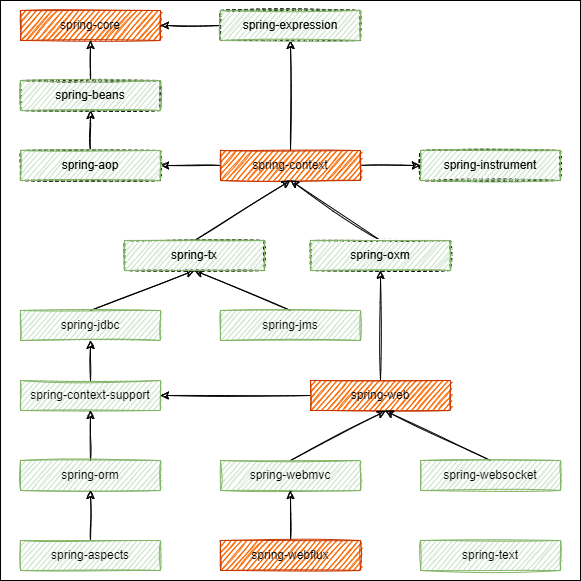 spring-core
spring-expression
spring-beans
spring-aop
spring-context
spring-instrument
spring-tx
spring-oxm
spring-jdbc
spring-jms
spring-context-support
spring-web
spring-orm
spring-webmvc
spring-websocket
spring-aspects
spring-webflux
spring-text